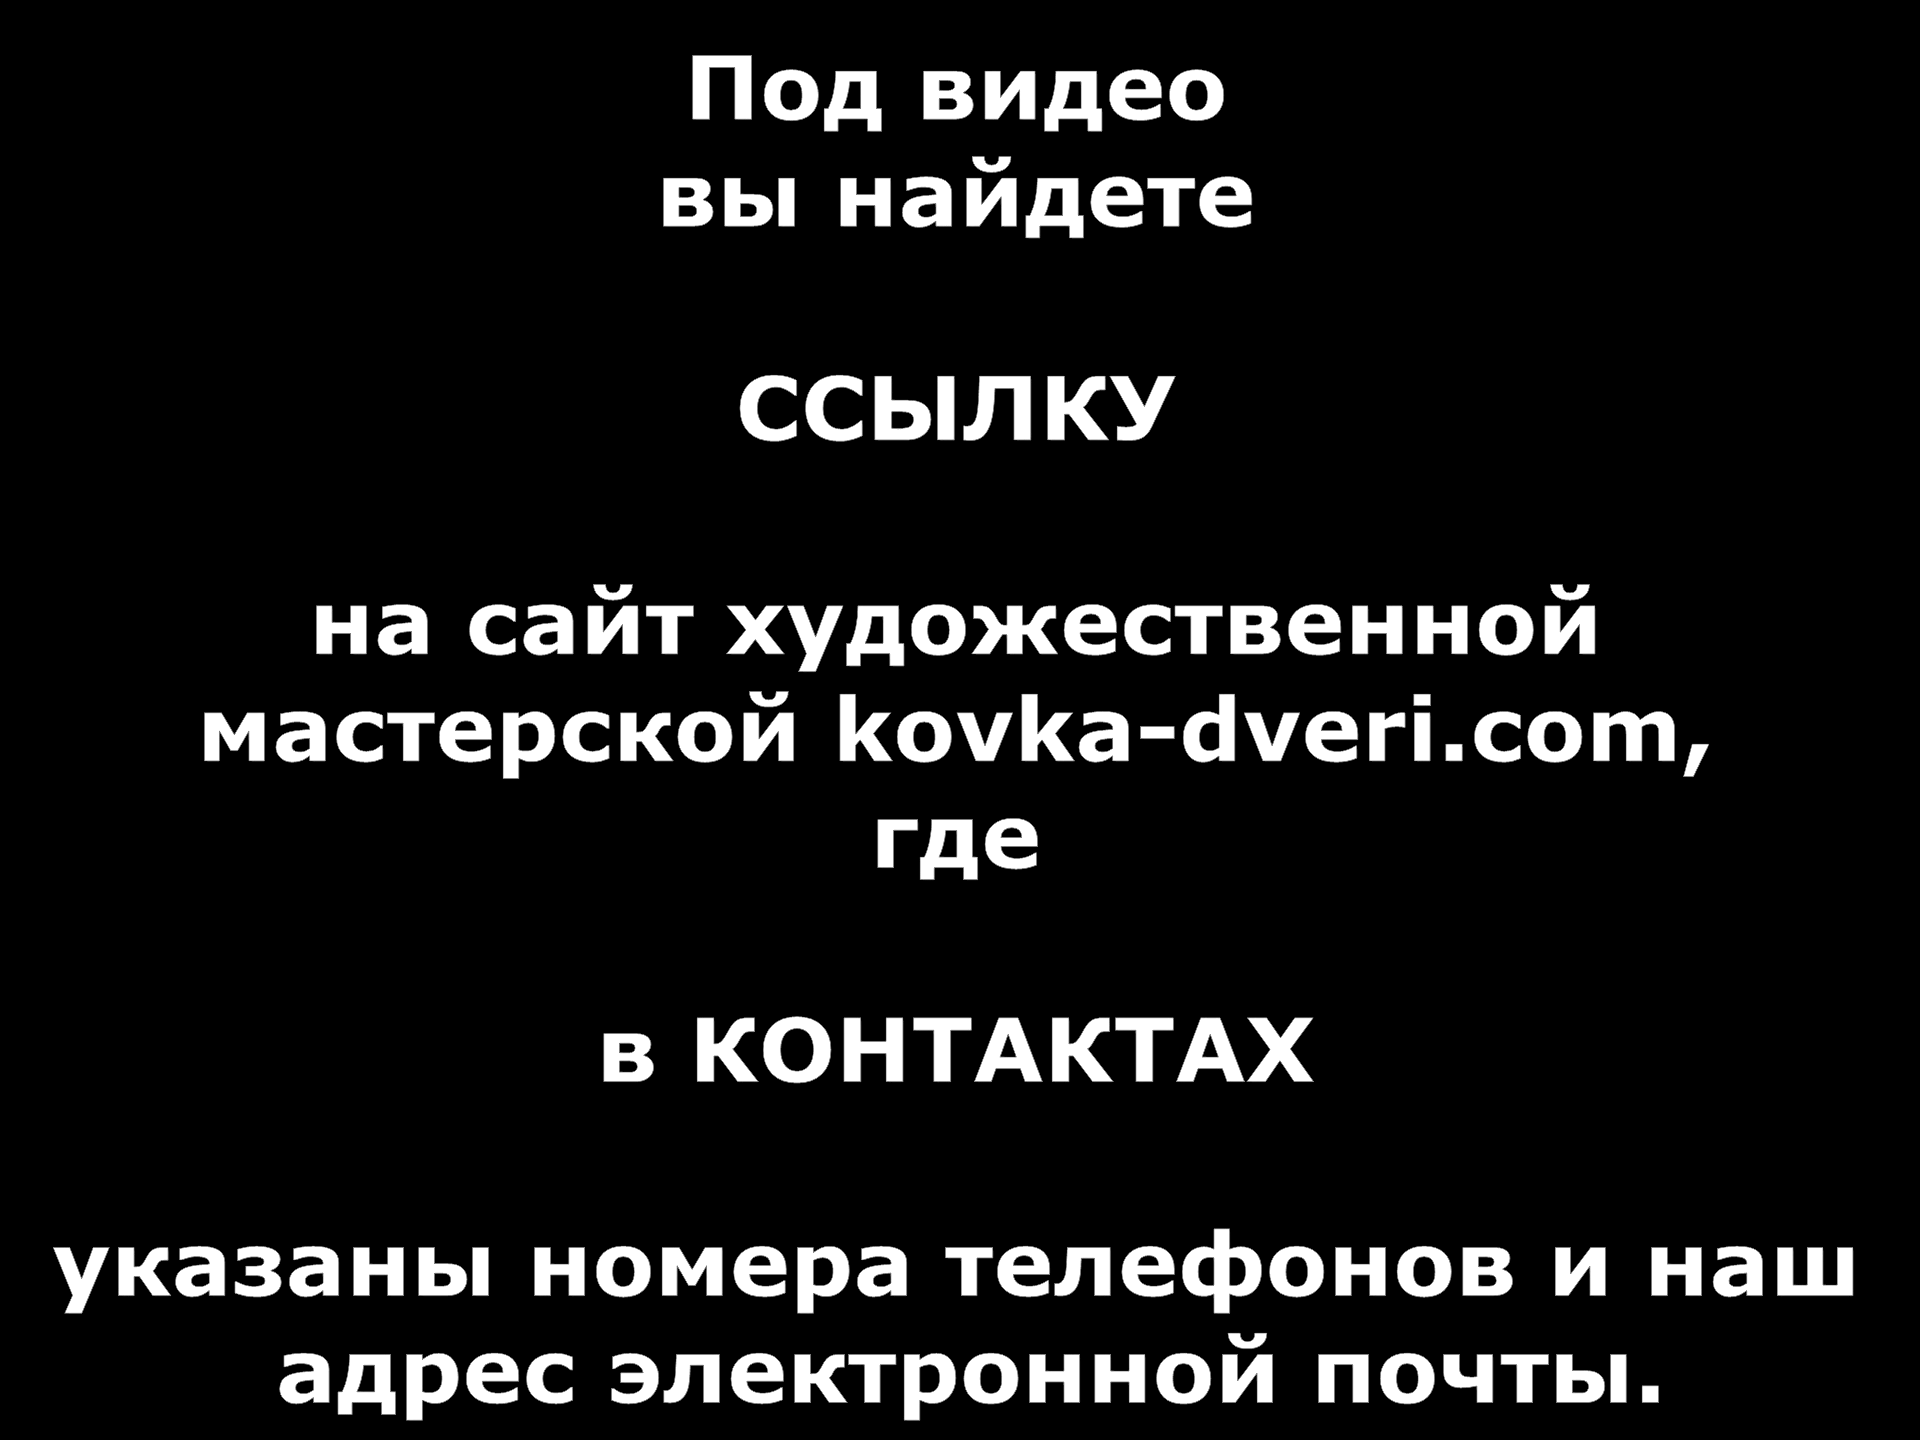 Под видео
вы найдете
ССЫЛКУ
на сайт художественной
мастерской kovka-dveri.com,
где
в КОНТАКТАХ
указаны номера телефонов и наш
адрес электронной почты.